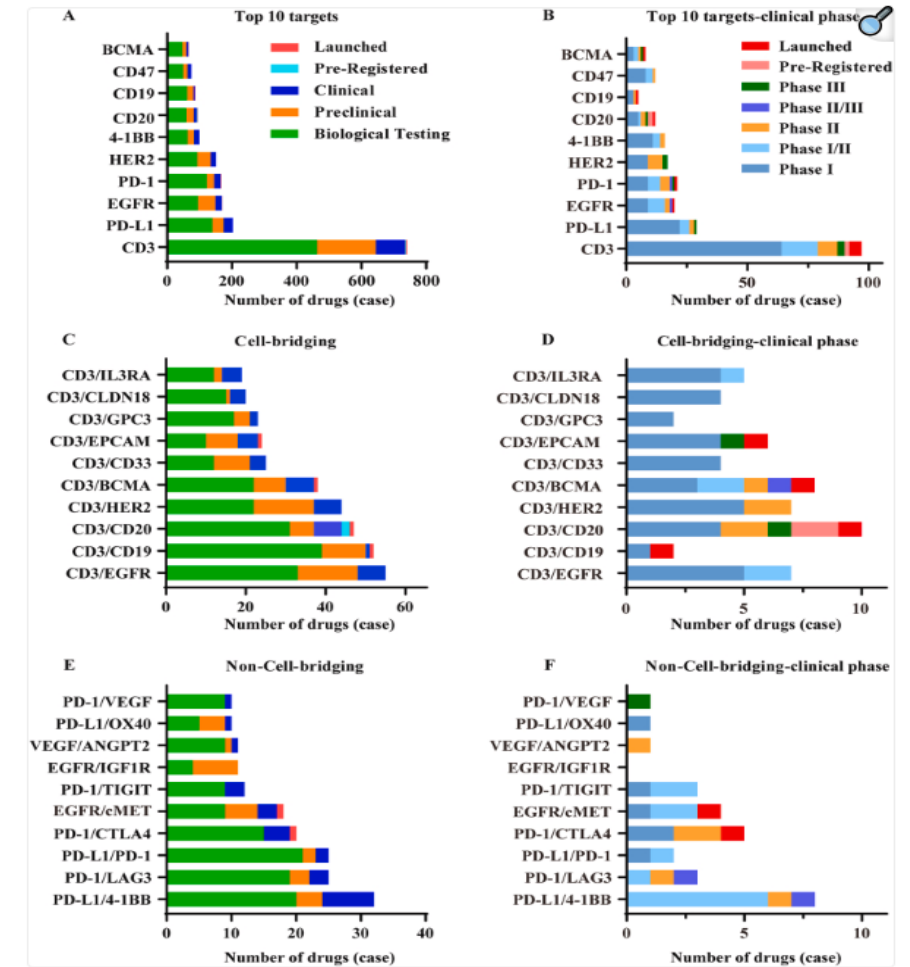 A Top 10 targets
BCMA
CD47
CD19
CD20
4-1BB
HER2
PD-1
EGFR
PD-L1
CD3
Launched
Pre-Registered
Clinical
Preclinical
Biological Testing
0 200 400 600 800
Number of drugs (case)
B Top 10 targets-clinical phase
BCMA
CD47
CD19
CD20
4-1BB
HER2
PD-1
EGFR
PD-L1
CD3
Launched
Pre-Registered
Phase III
Phase II/III
Phase II
Phase I/II
Phase I
0 50 100
Number of drugs (case)
C Cell-bridging
CD3/IL3RA
CD3/CLDN18
CD3/GPC3
CD3/EPCAM
CD3/CD33
CD3/BCMA
CD3/HER2
CD3/CD20
CD3/CD19
CD3/EGFR
0 20 40 60
Number of drugs (case)
D Cell-bridging-clinical phase
CD3/IL3RA
CD3/CLDN18
CD3/GPC3
CD3/EPCAM
CD3/CD33
CD3/BCMA
CD3/HER2
CD3/CD20
CD3/CD19
CD3/EGFR
0 5 10
Number of drugs (case)
E Non-Cell-bridging
PD-1/VEGF
PD-L1/OX40
VEGF/ANGPT2
EGFR/IGF1R
PD-1/TIGIT
EGFR/cMET
PD-1/CTLA4
PD-L1/PD-1
PD-1/LAG3
PD-L1/4-1BB
0 10 20 30 40
Number of drugs (case)
F Non-Cell-bridging-clinical phase
PD-1/VEGF
PD-L1/OX40
VEGF/ANGPT2
EGFR/IGF1R
PD-1/TIGIT
EGFR/cMET
PD-1/CTLA4
PD-L1/PD-1
PD-1/LAG3
PD-L1/4-1BB
0 5 10
Number of drugs (case)